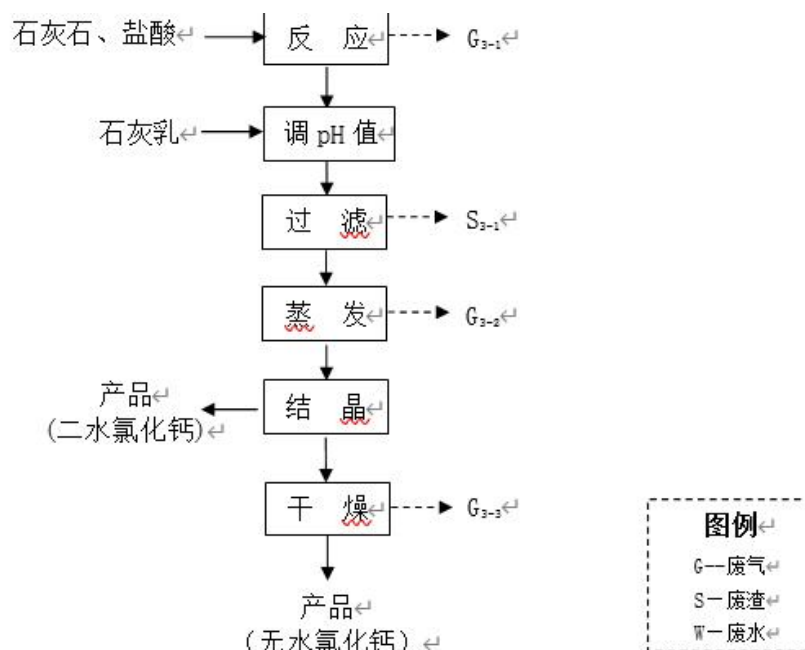 石灰石、盐酸
反 应
G3-1
石灰乳
调 pH 值
过 滤
S3-1
蒸 发
G3-2
产品
(二水氯化钙)
结 晶
干 燥
G3-3
产品
(无水氯化钙)
图例
G--废气
S-废渣
W-废水